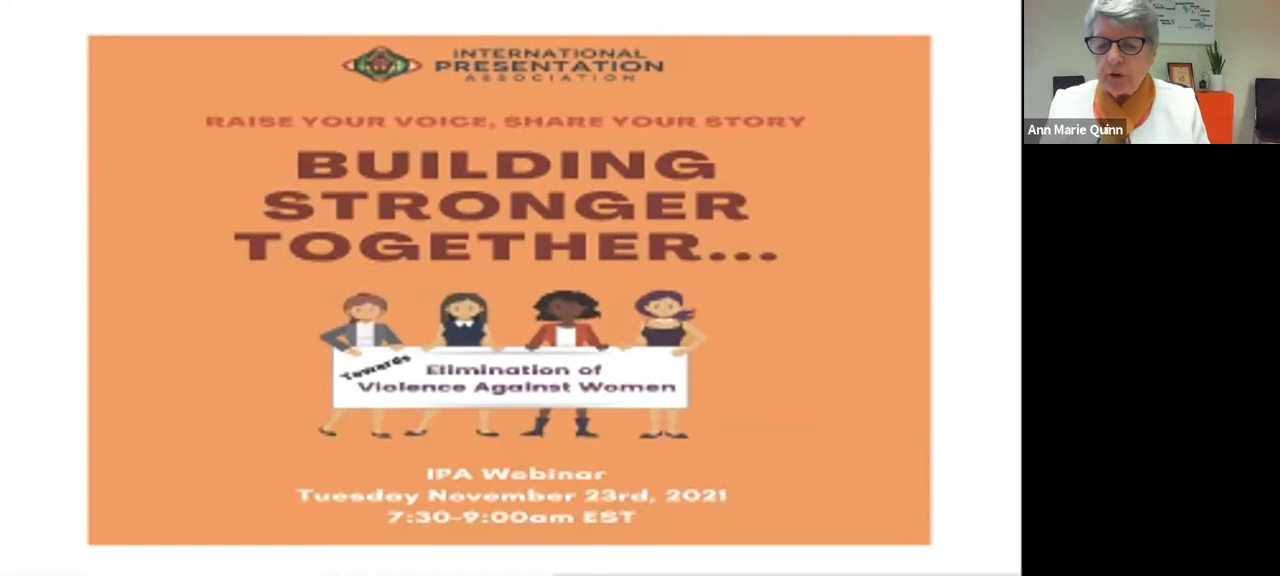 INTERNATIONAL
PRESENTATION
ASSOCIATION
RAISE YOUR VOICE, SHARE YOUR STORY
BUILDING
STRONGER
TOGETHER...
Towards
Elimination of
Violence Against Women
IPA Webinar
Tuesday November 23rd, 2021
7:30-9:00am EST
Ann Marie Quinn